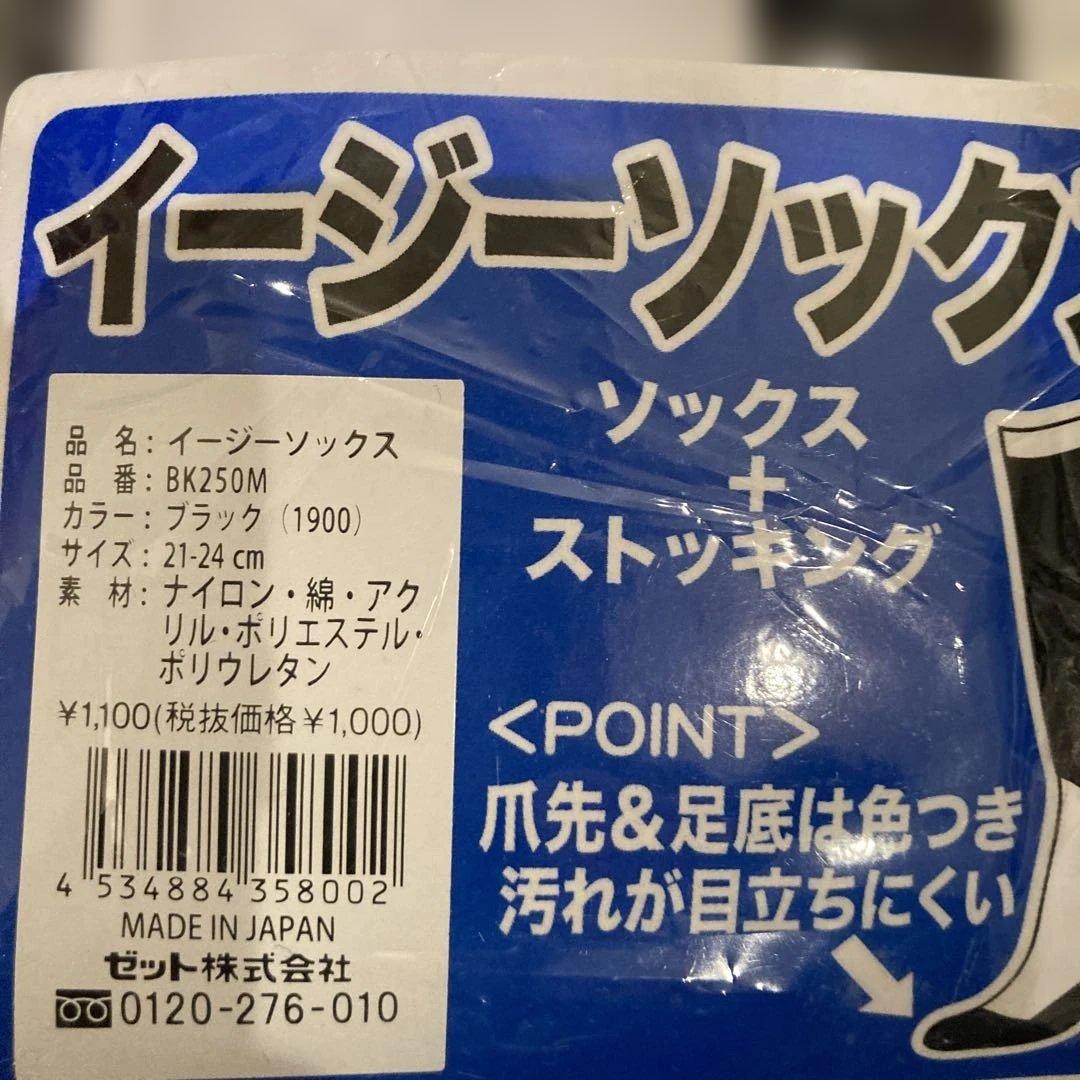 イージーソックス
ソックス
+
ストッキング
<POINT>
爪先&足底は色つき
汚れが目立ちにくい
品 名：イージーソックス
品 番：BK250M
カラー：ブラック（1900）
サイズ：21-24 cm
素 材：ナイロン・綿・アク
リル・ポリエステル・
ポリウレタン
¥1,100(税抜価格¥1,000)
4 534884 358002
MADE IN JAPAN
ゼット株式会社
0120-276-010